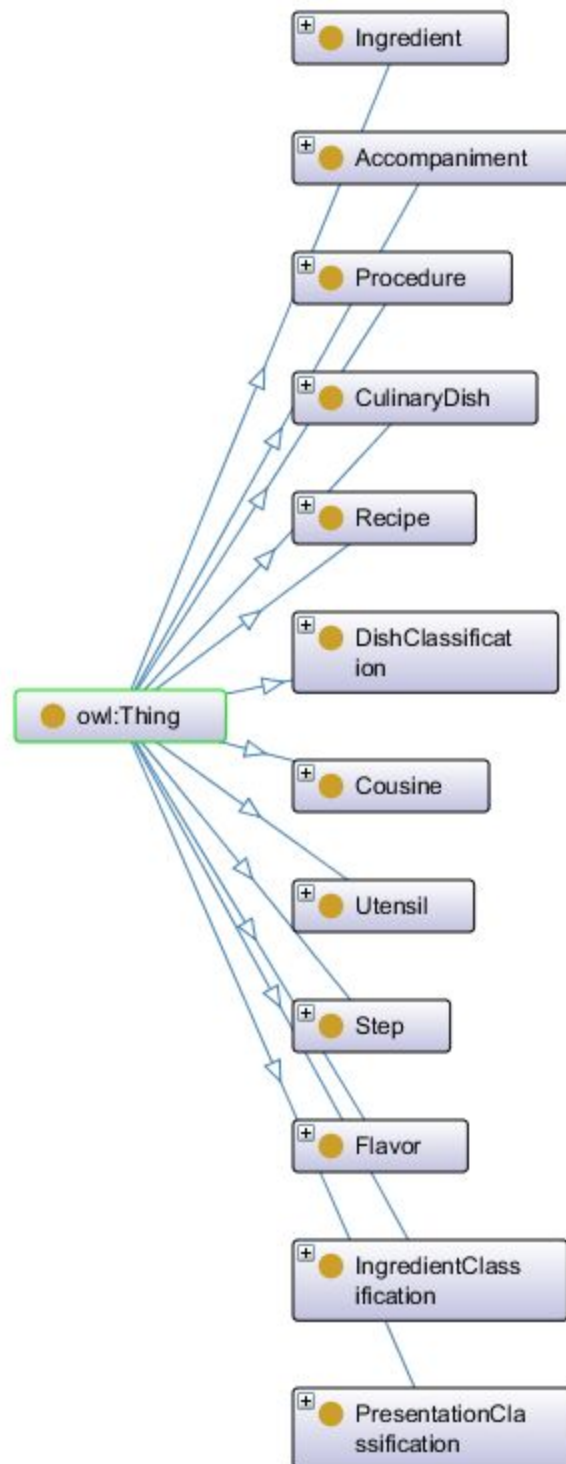 Ingredient
Accompaniment
Procedure
CulinaryDish
Recipe
DishClassificat
ion
owl:Thing
Cousine
Utensil
Step
Flavor
IngredientClass
ification
PresentationCla
ssification